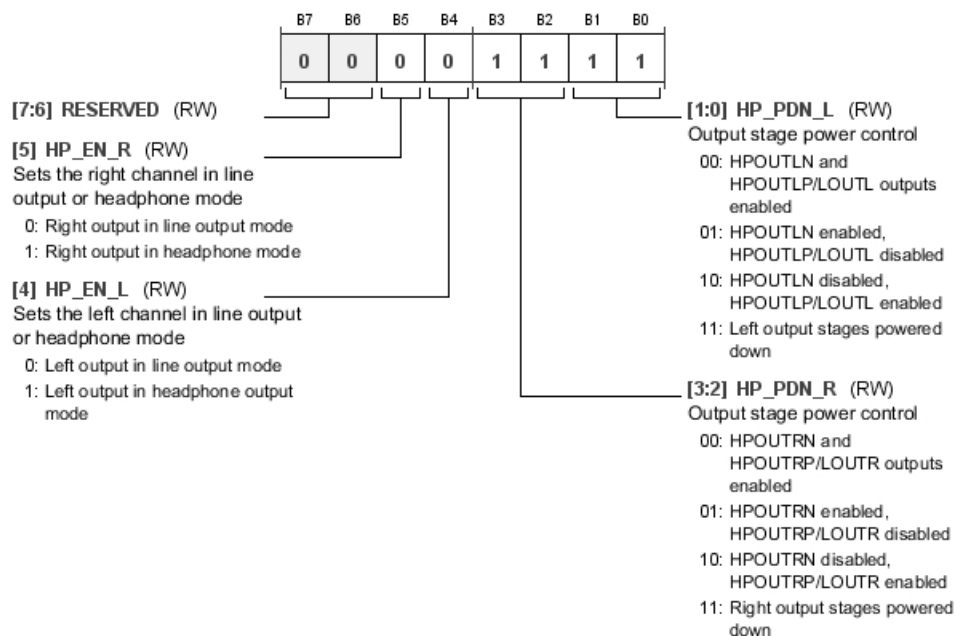 B7 B6 B5 B4 B3 B2 B1 B0
0 0 0 0 1 1 1 1
[7:6] RESERVED (RW)
[5] HP_EN_R (RW)
Sets the right channel in line
output or headphone mode
0: Right output in line output mode
1: Right output in headphone mode
[4] HP_EN_L (RW)
Sets the left channel in line output
or headphone mode
0: Left output in line output mode
1: Left output in headphone output
mode
[1:0] HP_PDN_L (RW)
Output stage power control
00: HPOUTLN and
HPOUTLP/LOUTL outputs
enabled
01: HPOUTLN enabled,
HPOUTLP/LOUTL disabled
10: HPOUTLN disabled,
HPOUTLP/LOUTL enabled
11: Left output stages powered
down
[3:2] HP_PDN_R (RW)
Output stage power control
00: HPOUTRN and
HPOUTRP/LOUTR outputs
enabled
01: HPOUTRN enabled,
HPOUTRP/LOUTR disabled
10: HPOUTRN disabled,
HPOUTRP/LOUTR enabled
11: Right output stages powered
down